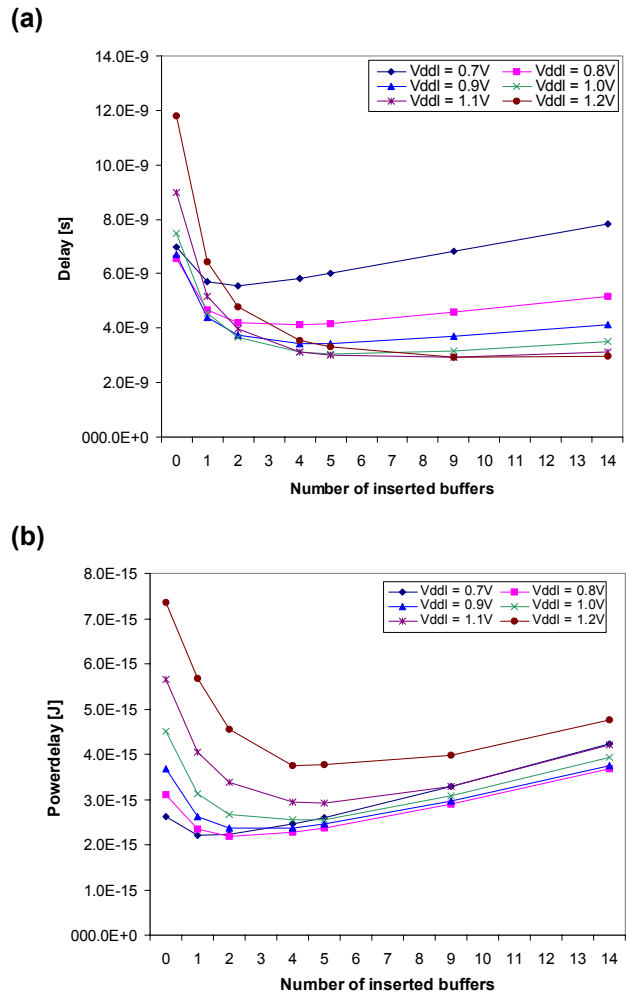 (a)
14.0E-9
12.0E-9
10.0E-9
8.0E-9
6.0E-9
4.0E-9
2.0E-9
000.0E+0
Delay [s]
Vddl = 0.7V Vddl = 0.8V
Vddl = 0.9V Vddl = 1.0V
Vddl = 1.1V Vddl = 1.2V
0 1 2 3 4 5 6 7 8 9 10 11 12 13 14
Number of inserted buffers
(b)
8.0E-15
7.0E-15
6.0E-15
5.0E-15
4.0E-15
3.0E-15
2.0E-15
1.0E-15
000.0E+0
Powerdelay [J]
Vddl = 0.7V Vddl = 0.8V
Vddl = 0.9V Vddl = 1.0V
Vddl = 1.1V Vddl = 1.2V
0 1 2 3 4 5 6 7 8 9 10 11 12 13 14
Number of inserted buffers